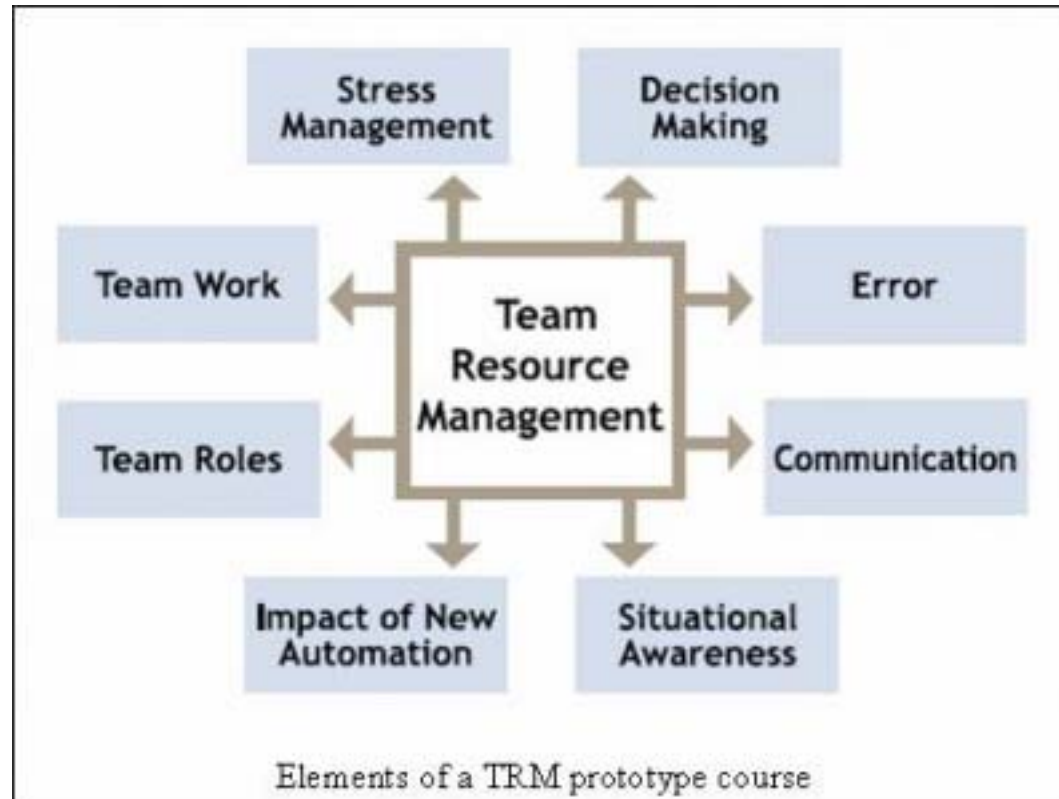 Stress
Management
Decision
Making
Team Work
Team
Resource
Management
Error
Team Roles
Communication
Impact of New
Automation
Situational
Awareness
Elements of a TRM prototype course